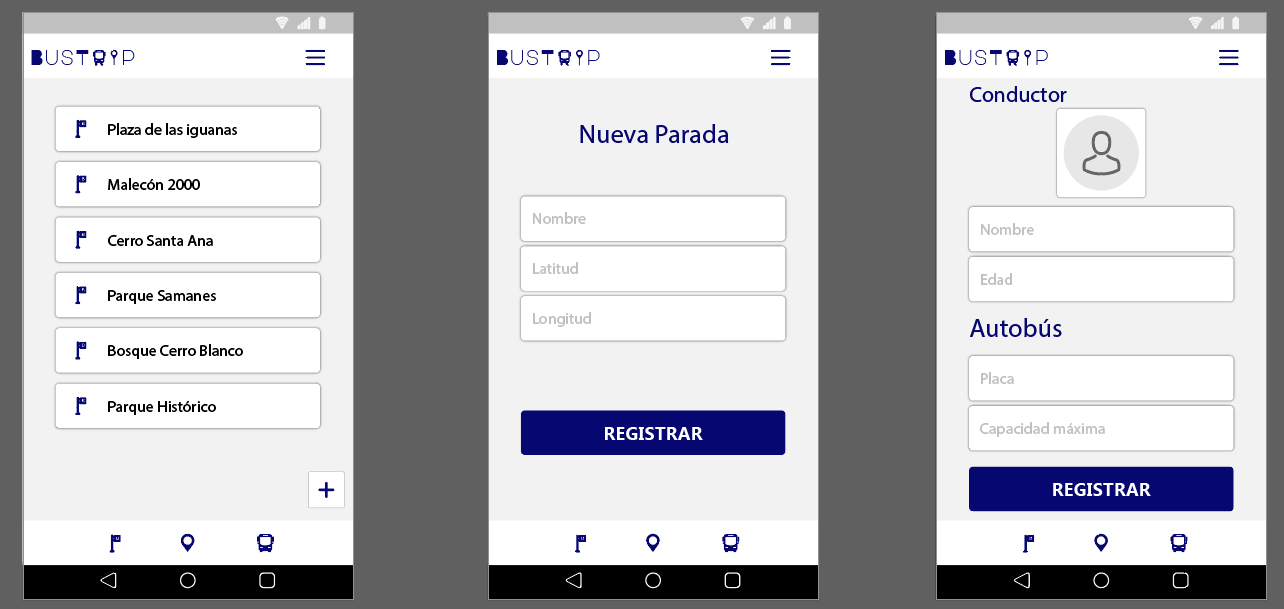 BUSTRIP
Plaza de las iguanas
Malecón 2000
Cerro Santa Ana
Parque Samanes
Bosque Cerro Blanco
Parque Histórico
BUSTRIP
Nueva Parada
Nombre
Latitud
Longitud
REGISTRAR
BUSTRIP
Conductor
Nombre
Edad
Autobús
Placa
Capacidad máxima
REGISTRAR